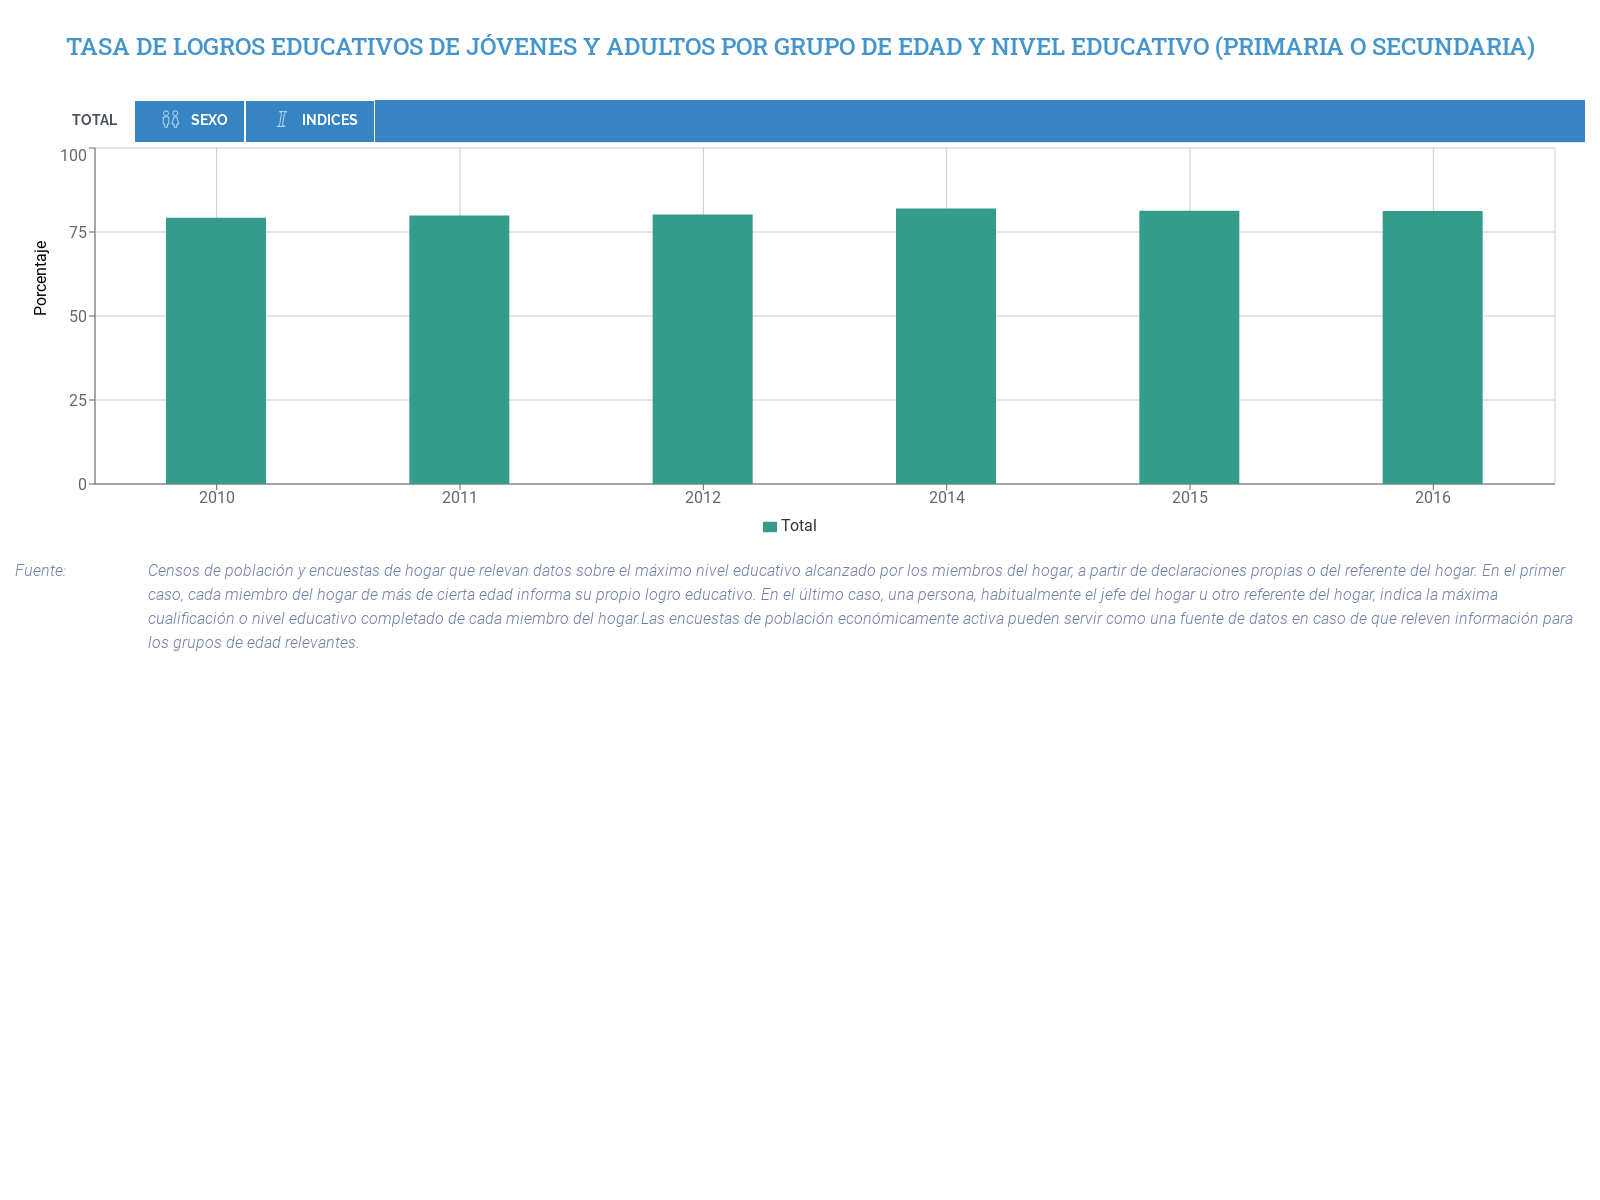 TASA DE LOGROS EDUCATIVOS DE JÓVENES Y ADULTOS POR GRUPO DE EDAD Y NIVEL EDUCATIVO (PRIMARIA O SECUNDARIA)
TOTAL SEXO INDICES
100
75
50
25
0
Porcentaje
2010 2011 2012 2014 2015 2016
Total
Fuente: Censos de población y encuestas de hogar que relevan datos sobre el máximo nivel educativo alcanzado por los miembros del hogar, a partir de declaraciones propias o del referente del hogar. En el primer
caso, cada miembro del hogar de más de cierta edad informa su propio logro educativo. En el último caso, una persona, habitualmente el jefe del hogar u otro referente del hogar, indica la máxima
cualificación o nivel educativo completado de cada miembro del hogar.Las encuestas de población económicamente activa pueden servir como una fuente de datos en caso de que releven información para
los grupos de edad relevantes.